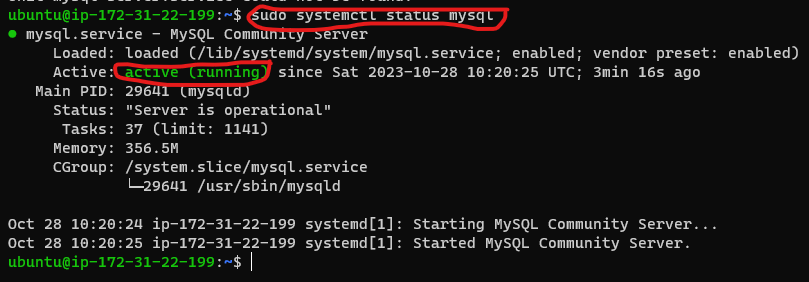 ubuntu@ip-172-31-22-199:~$ sudo systemctl status mysql
● mysql.service - MySQL Community Server
Loaded: loaded (/lib/systemd/system/mysql.service; enabled; vendor preset: enabled)
Active: active (running) since Sat 2023-10-28 10:20:25 UTC; 3min 16s ago
Main PID: 29641 (mysqld)
Status: "Server is operational"
Tasks: 37 (limit: 1141)
Memory: 356.5M
CGroup: /system.slice/mysql.service
└─29641 /usr/sbin/mysqld
Oct 28 10:20:24 ip-172-31-22-199 systemd[1]: Starting MySQL Community Server...
Oct 28 10:20:25 ip-172-31-22-199 systemd[1]: Started MySQL Community Server.
ubuntu@ip-172-31-22-199:~$